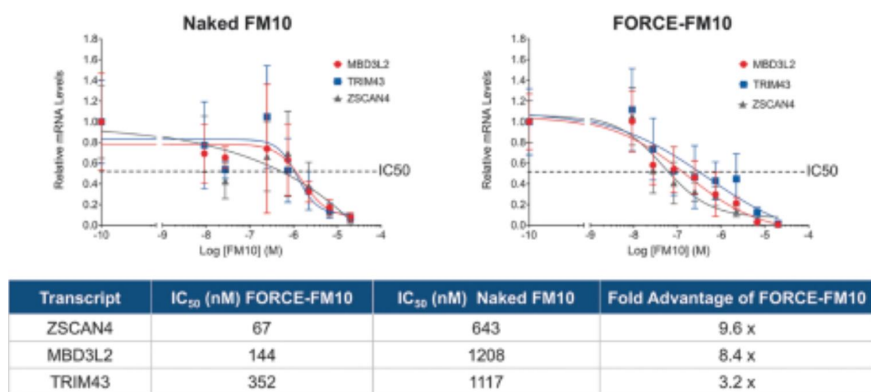 Naked FM10
FORCE-FM10
1.8
1.6
1.4
1.2
1.0
0.8
0.6
0.4
0.2
0.0
Relative mRNA Levels
MBD3L2
TRIM43
ZSCAN4
IC50
-10 -9 -8 -7 -6 -5 -4
Log [FM10] (M)
1.8
1.6
1.4
1.2
1.0
0.8
0.6
0.4
0.2
0.0
Relative mRNA Levels
MBD3L2
TRIM43
ZSCAN4
IC50
-10 -9 -8 -7 -6 -5 -4
Log [FM10] (M)
Transcript IC₅₀ (nM) FORCE-FM10 IC₅₀ (nM) Naked FM10 Fold Advantage of FORCE-FM10
ZSCAN4 67 643 9.6 x
MBD3L2 144 1208 8.4 x
TRIM43 352 1117 3.2 x